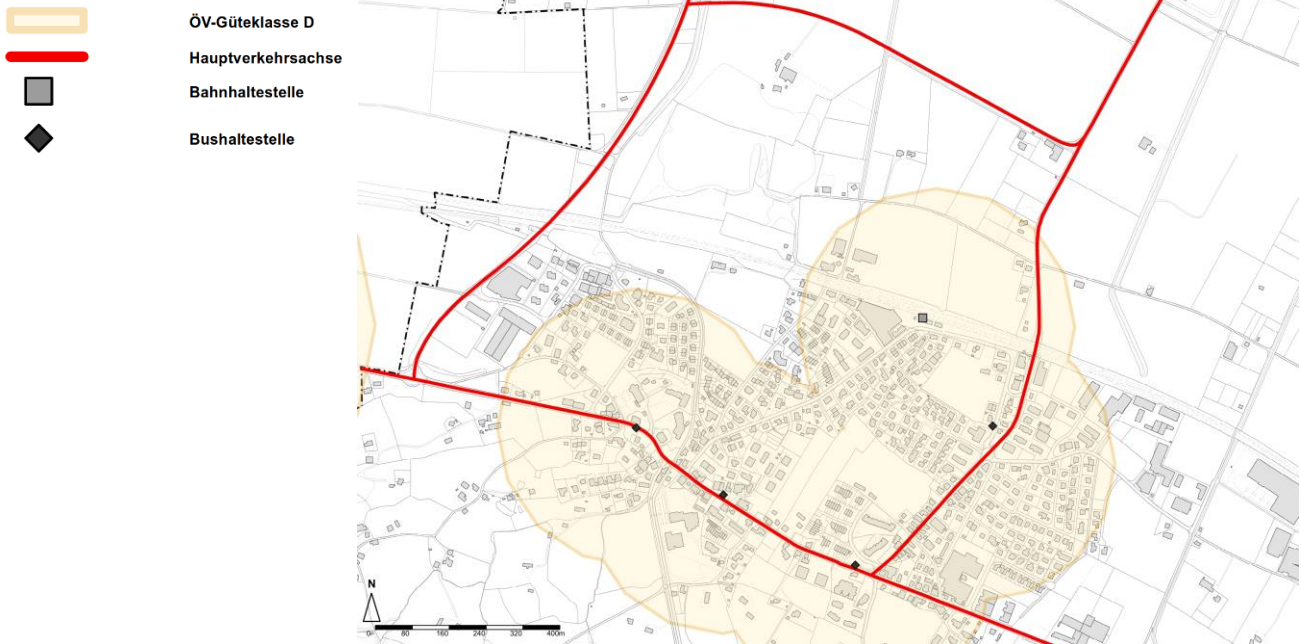 ÖV-Güteklasse D
Hauptverkehrsachse
Bahnhaltestelle
Bushaltestelle
N
0 80 160 240 320 400m